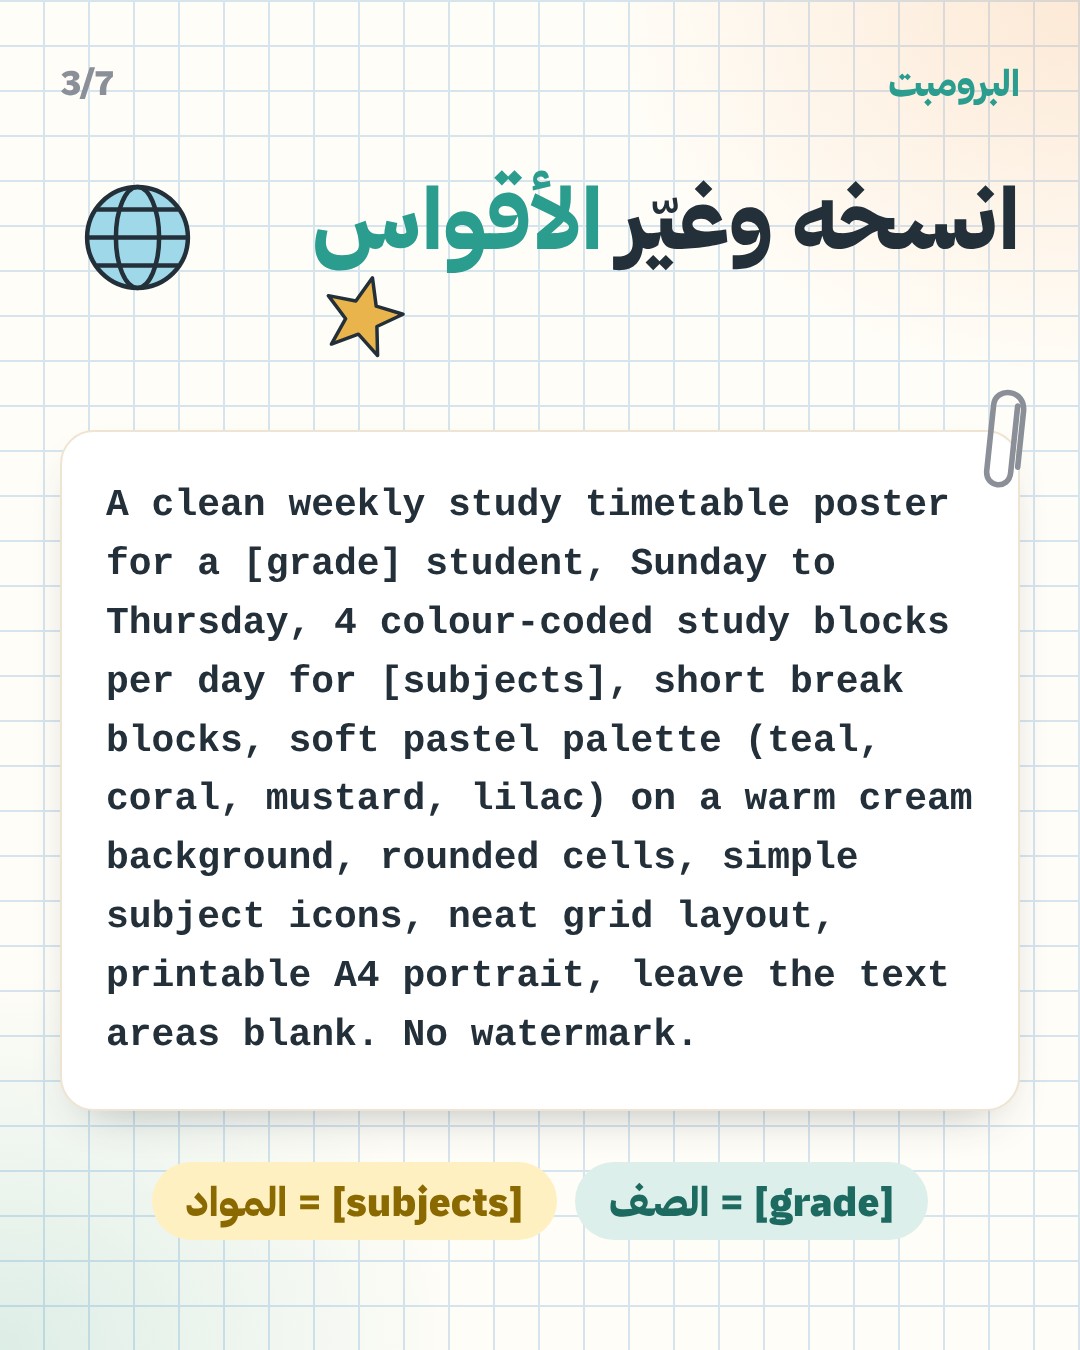 البرومبت
3/7
انسخه وغيّر الأقواس
A clean weekly study timetable poster
for a [grade] student, Sunday to
Thursday, 4 colour-coded study blocks
per day for [subjects], short break
blocks, soft pastel palette (teal,
coral, mustard, lilac) on a warm cream
background, rounded cells, simple
subject icons, neat grid layout,
printable A4 portrait, leave the text
areas blank. No watermark.
[grade] = الصف
[subjects] = المواد